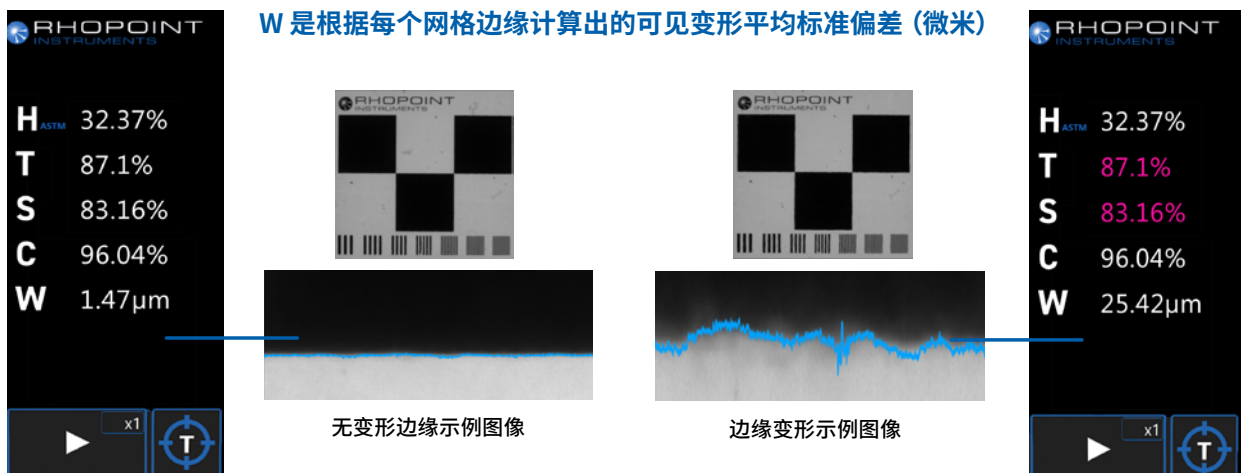 W 是根据每个网格边缘计算出的可见变形平均标准偏差（微米）
RHOPOINT
INSTRUMENTS
H ASTM 32.37%
T 87.1%
S 83.16%
C 96.04%
W 1.47μm
x1
T
RHOPOINT
INSTRUMENTS
无变形边缘示例图像
RHOPOINT
INSTRUMENTS
边缘变形示例图像
RHOPOINT
INSTRUMENTS
H ASTM 32.37%
T 87.1%
S 83.16%
C 96.04%
W 25.42μm
x1
T